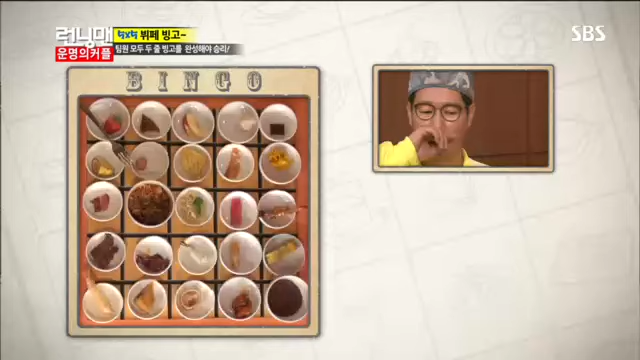 런닝맨
운명의커플
5X5 뷔페 빙고~
팀원 모두 두 줄 빙고를 완성해야 승리!
SBS
BINGO